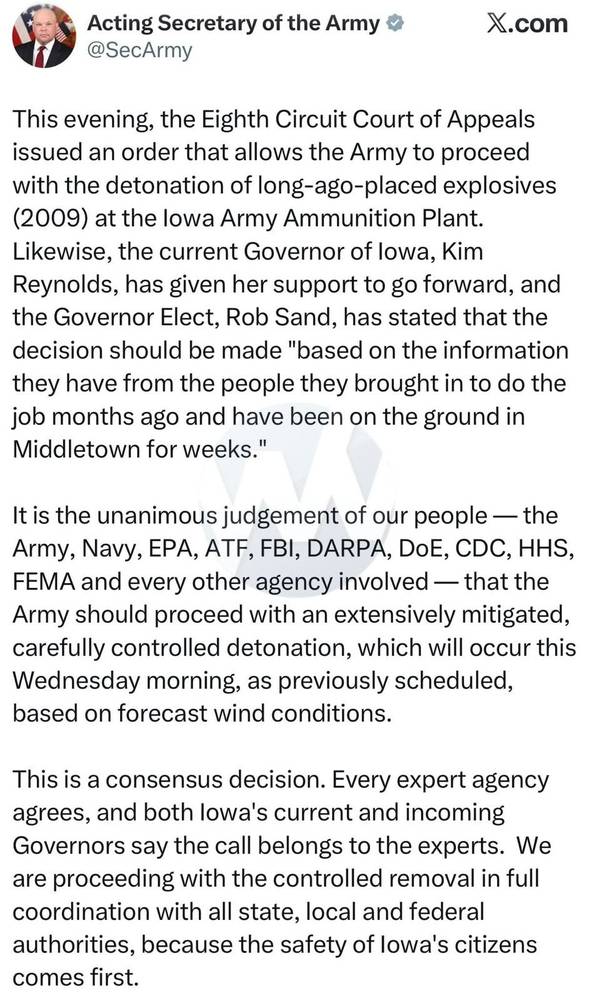 Acting Secretary of the Army
X.com
@SecArmy
This evening, the Eighth Circuit Court of Appeals
issued an order that allows the Army to proceed
with the detonation of long-ago-placed explosives
(2009) at the Iowa Army Ammunition Plant.
Likewise, the current Governor of Iowa, Kim
Reynolds, has given her support to go forward, and
the Governor Elect, Rob Sand, has stated that the
decision should be made "based on the information
they have from the people they brought in to do the
job months ago and have been on the ground in
Middletown for weeks."
It is the unanimous judgement of our people — the
Army, Navy, EPA, ATF, FBI, DARPA, DoE, CDC, HHS,
FEMA and every other agency involved — that the
Army should proceed with an extensively mitigated,
carefully controlled detonation, which will occur this
Wednesday morning, as previously scheduled,
based on forecast wind conditions.
This is a consensus decision. Every expert agency
agrees, and both Iowa's current and incoming
Governors say the call belongs to the experts.  We
are proceeding with the controlled removal in full
coordination with all state, local and federal
authorities, because the safety of Iowa's citizens
comes first.